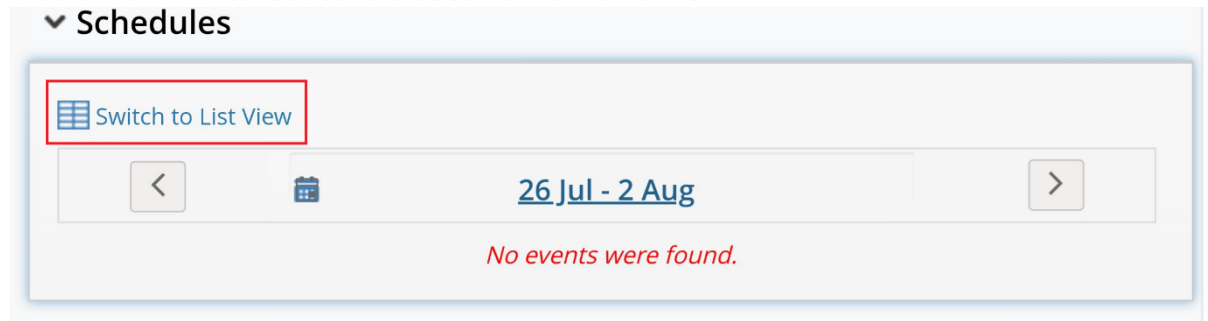 Schedules
Switch to List View
26 Jul - 2 Aug
No events were found.